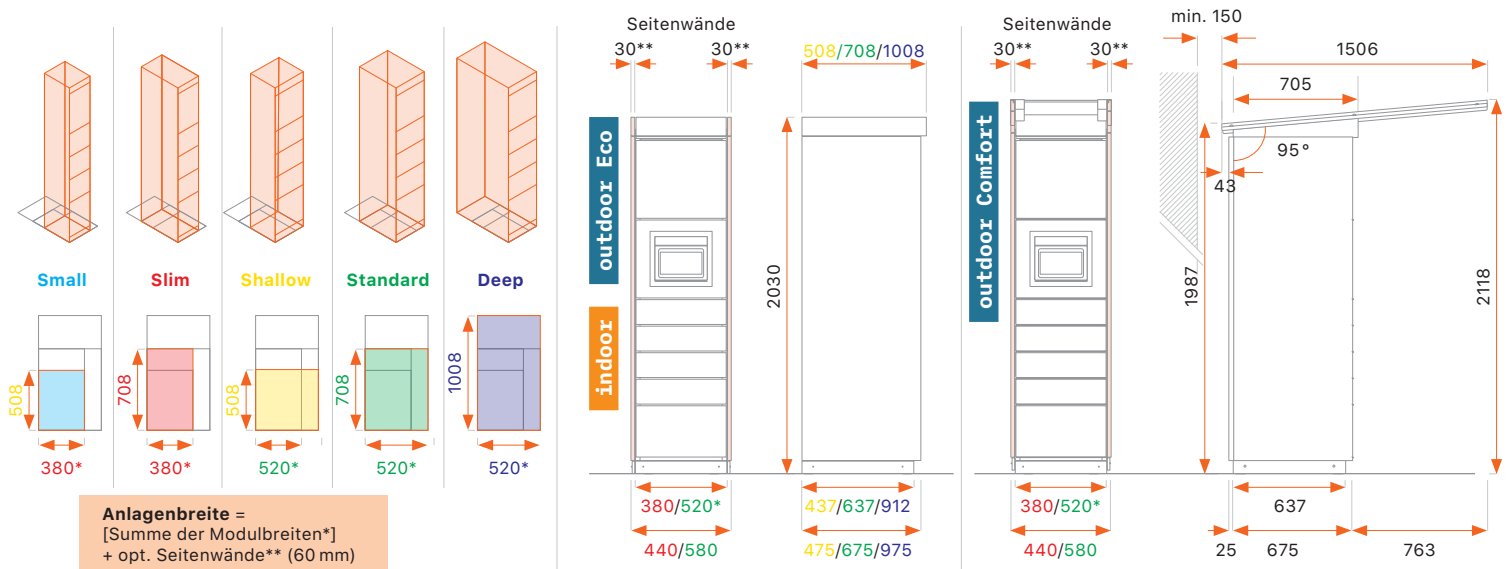 Small
Slim
Shallow
Standard
Deep
508
708
508
708
1008
380*
380*
520*
520*
520*
Anlagenbreite =
[Summe der Modulbreiten*]
+ opt. Seitenwände** (60 mm)
Seitenwände
30**
30**
508/708/1008
outdoor Eco
indoor
2030
380/520*
437/637/912
440/580
475/675/975
Seitenwände
30**
30**
min. 150
1506
705
outdoor Comfort
95°
43
1987
2118
380/520*
637
440/580
25
675
763